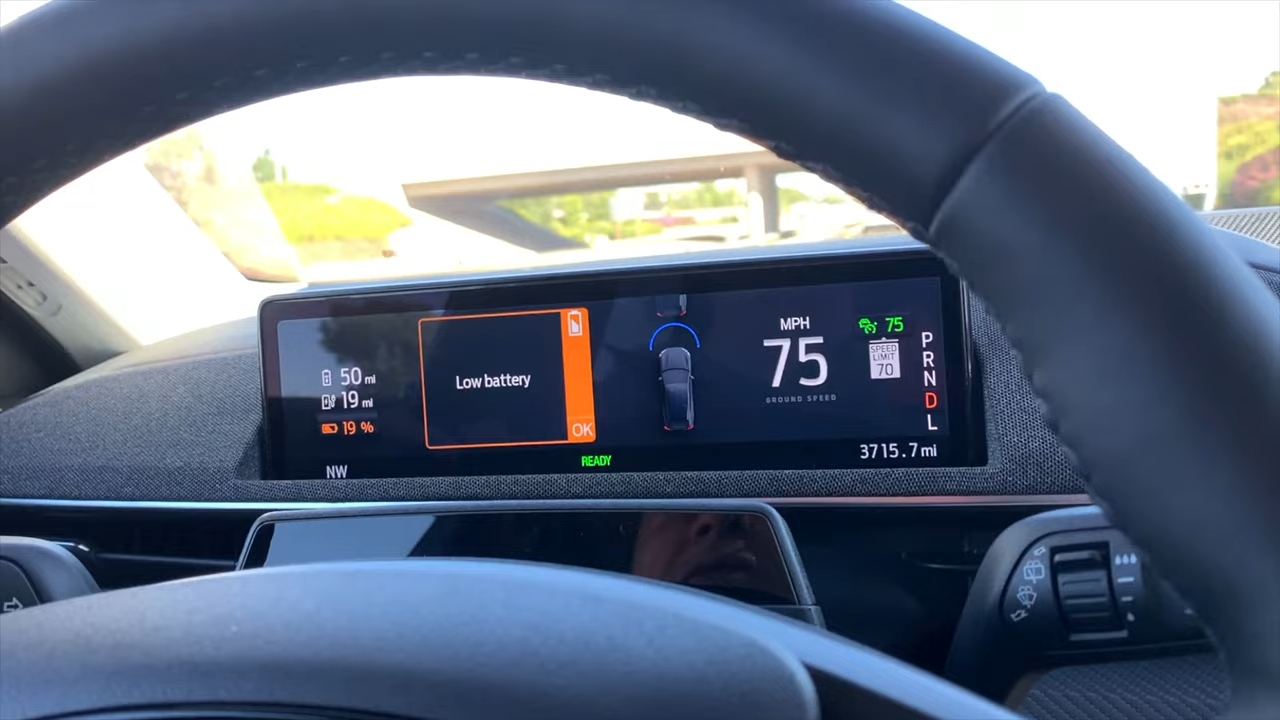 50 mi
19 mi
19 %
NW
Low battery
OK
READY
MPH
75
GROUND SPEED
75
SPEED
LIMIT
70
P
R
N
D
L
3715.7 mi